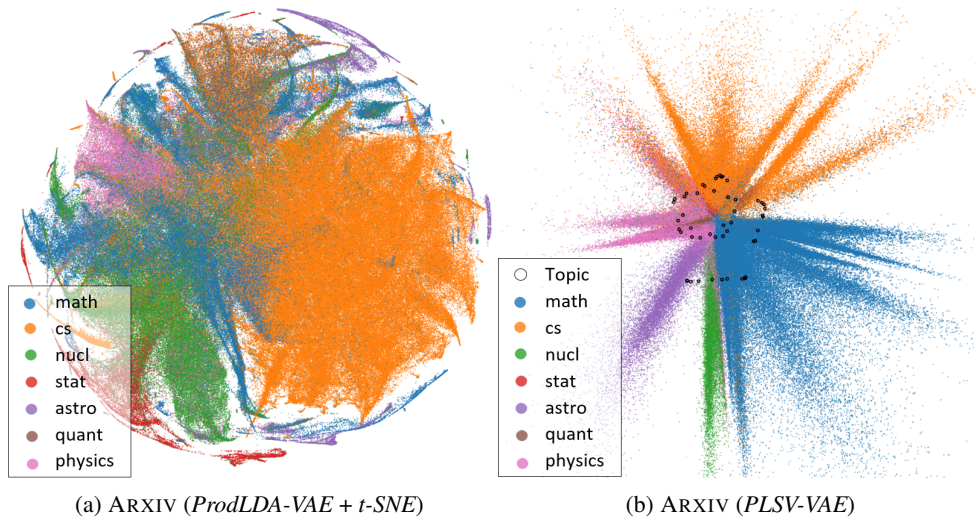 math
cs
nucl
stat
astro
quant
physics
Topic
math
cs
nucl
stat
astro
quant
physics
(a) ARXIV (ProdLDA-VAE + t-SNE)
(b) ARXIV (PLSV-VAE)